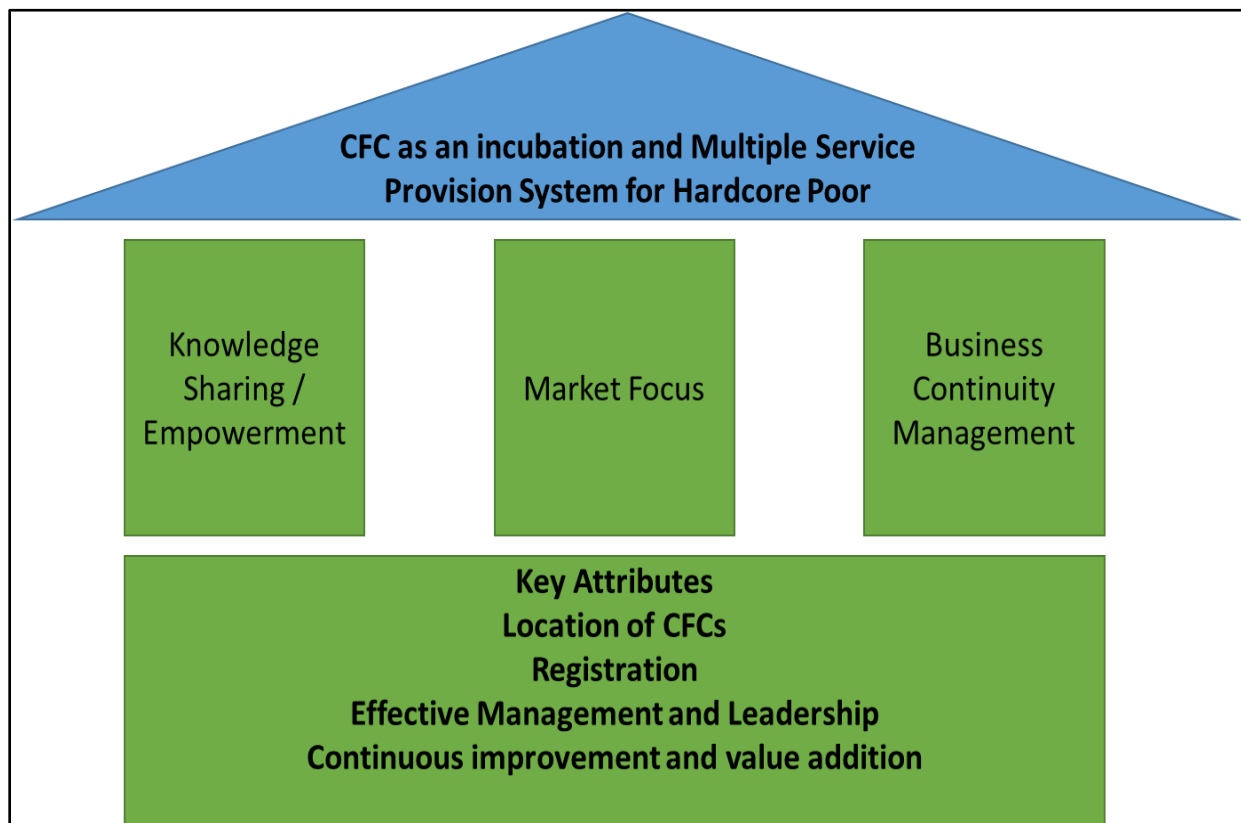 CFC as an incubation and Multiple Service
Provision System for Hardcore Poor
Knowledge
Sharing /
Empowerment
Market Focus
Business
Continuity
Management
Key Attributes
Location of CFCs
Registration
Effective Management and Leadership
Continuous improvement and value addition